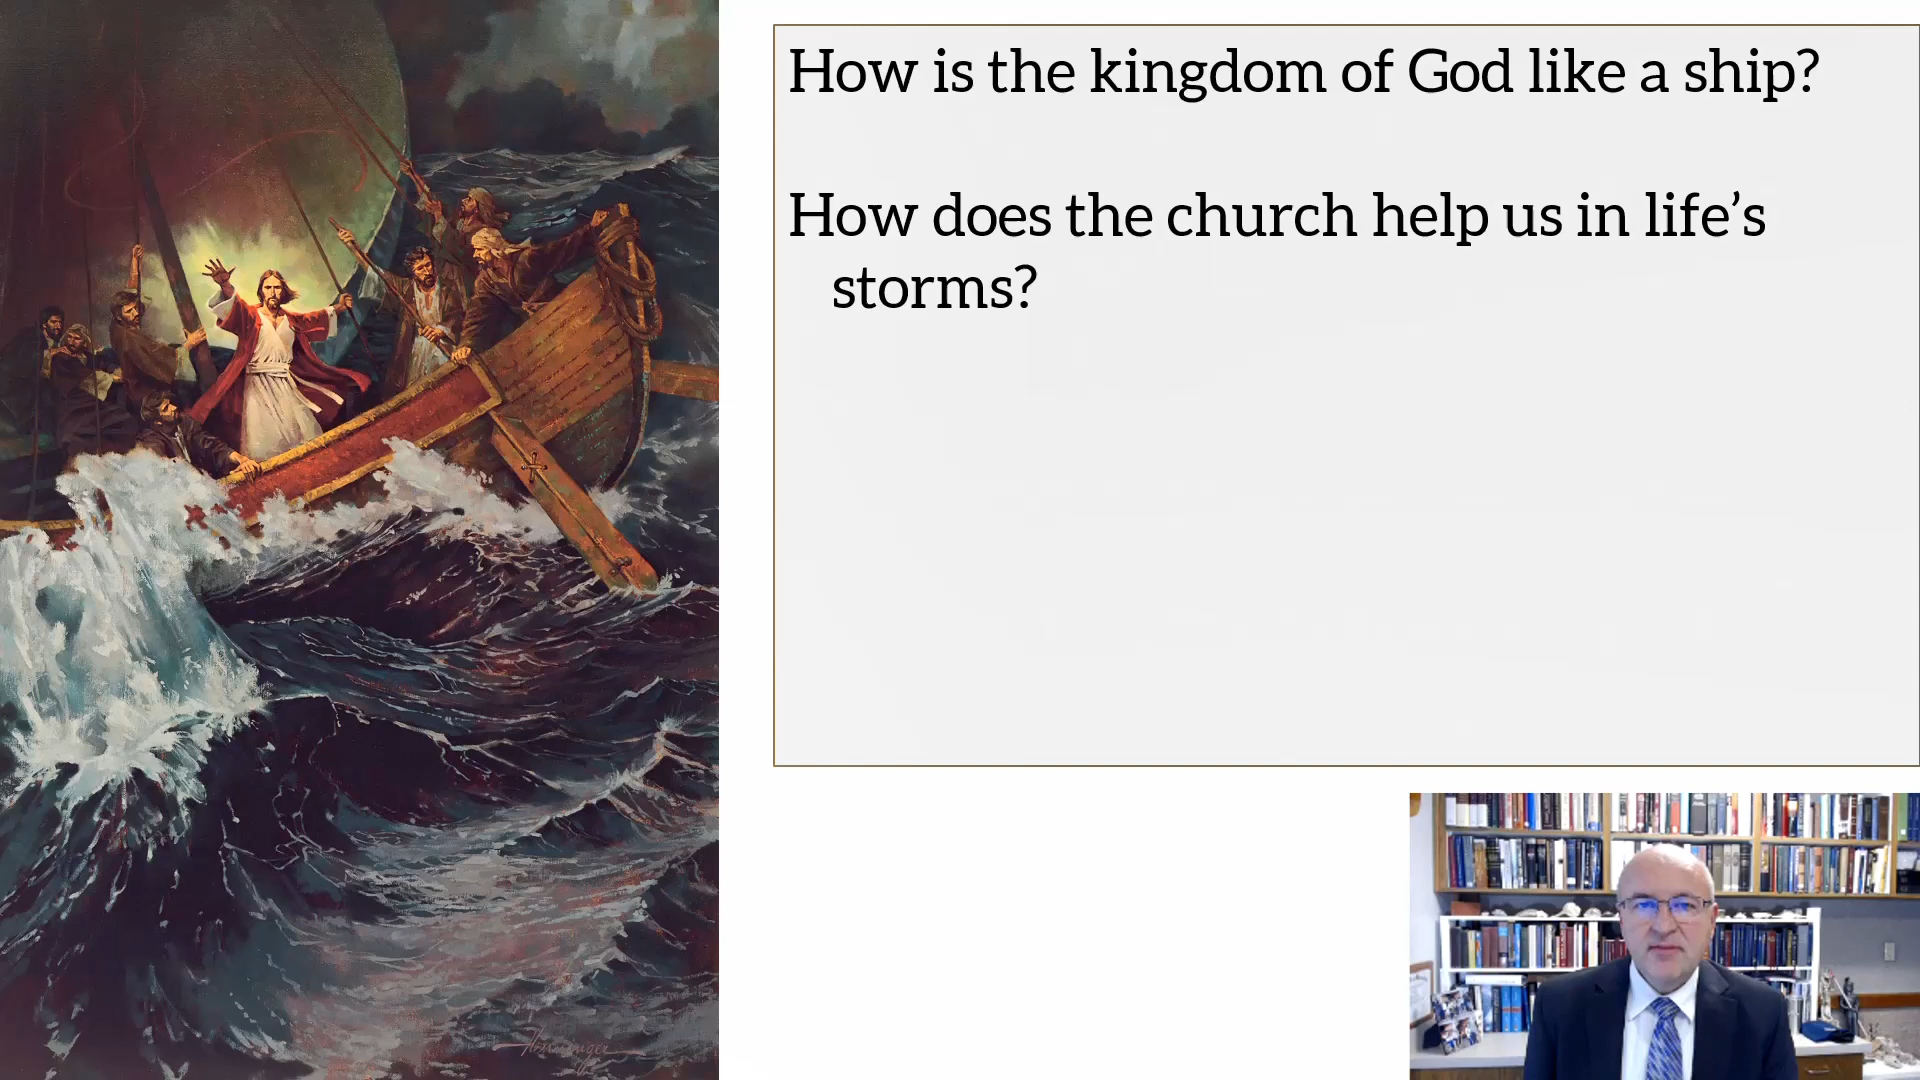 How is the kingdom of God like a ship?
How does the church help us in life’s
storms?